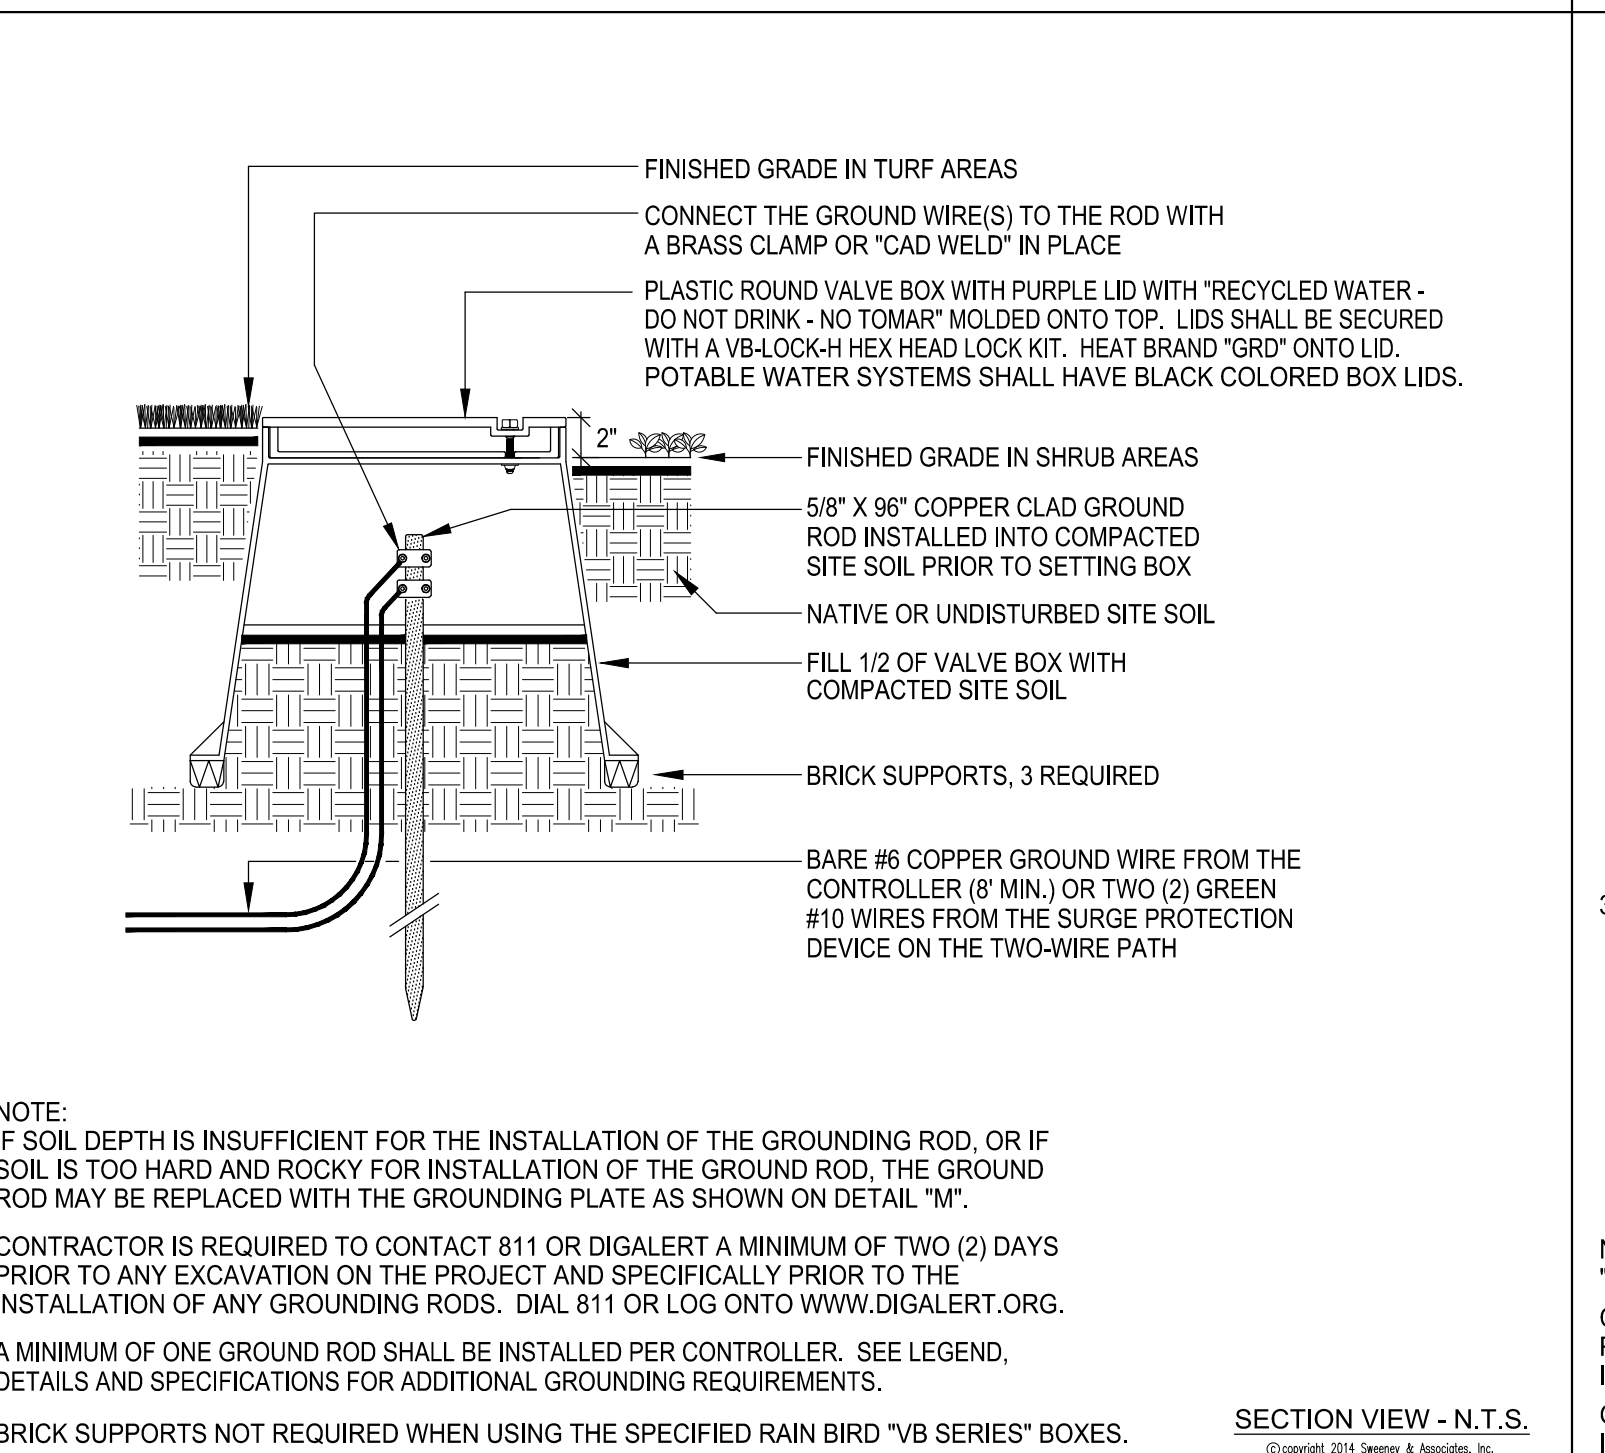 FINISHED GRADE IN TURF AREAS
CONNECT THE GROUND WIRE(S) TO THE ROD WITH
A BRASS CLAMP OR "CAD WELD" IN PLACE
PLASTIC ROUND VALVE BOX WITH PURPLE LID WITH "RECYCLED WATER -
DO NOT DRINK - NO TOMAR" MOLDED ONTO TOP. LIDS SHALL BE SECURED
WITH A VB-LOCK-H HEX HEAD LOCK KIT. HEAT BRAND "GRD" ONTO LID.
POTABLE WATER SYSTEMS SHALL HAVE BLACK COLORED BOX LIDS.
2"
FINISHED GRADE IN SHRUB AREAS
5/8" X 96" COPPER CLAD GROUND
ROD INSTALLED INTO COMPACTED
SITE SOIL PRIOR TO SETTING BOX
NATIVE OR UNDISTURBED SITE SOIL
FILL 1/2 OF VALVE BOX WITH
COMPACTED SITE SOIL
BRICK SUPPORTS, 3 REQUIRED
BARE #6 COPPER GROUND WIRE FROM THE
CONTROLLER (8' MIN.) OR TWO (2) GREEN
#10 WIRES FROM THE SURGE PROTECTION
DEVICE ON THE TWO-WIRE PATH
NOTE:
IF SOIL DEPTH IS INSUFFICIENT FOR THE INSTALLATION OF THE GROUNDING ROD, OR IF
SOIL IS TOO HARD AND ROCKY FOR INSTALLATION OF THE GROUND ROD, THE GROUND
ROD MAY BE REPLACED WITH THE GROUNDING PLATE AS SHOWN ON DETAIL "M".
CONTRACTOR IS REQUIRED TO CONTACT 811 OR DIGALERT A MINIMUM OF TWO (2) DAYS
PRIOR TO ANY EXCAVATION ON THE PROJECT AND SPECIFICALLY PRIOR TO THE
INSTALLATION OF ANY GROUNDING RODS. DIAL 811 OR LOG ONTO WWW.DIGALERT.ORG.
A MINIMUM OF ONE GROUND ROD SHALL BE INSTALLED PER CONTROLLER. SEE LEGEND,
DETAILS AND SPECIFICATIONS FOR ADDITIONAL GROUNDING REQUIREMENTS.
BRICK SUPPORTS NOT REQUIRED WHEN USING THE SPECIFIED RAIN BIRD "VB SERIES" BOXES.
SECTION VIEW - N.T.S.
©copyright 2014 Sweeney & Associates, Inc.